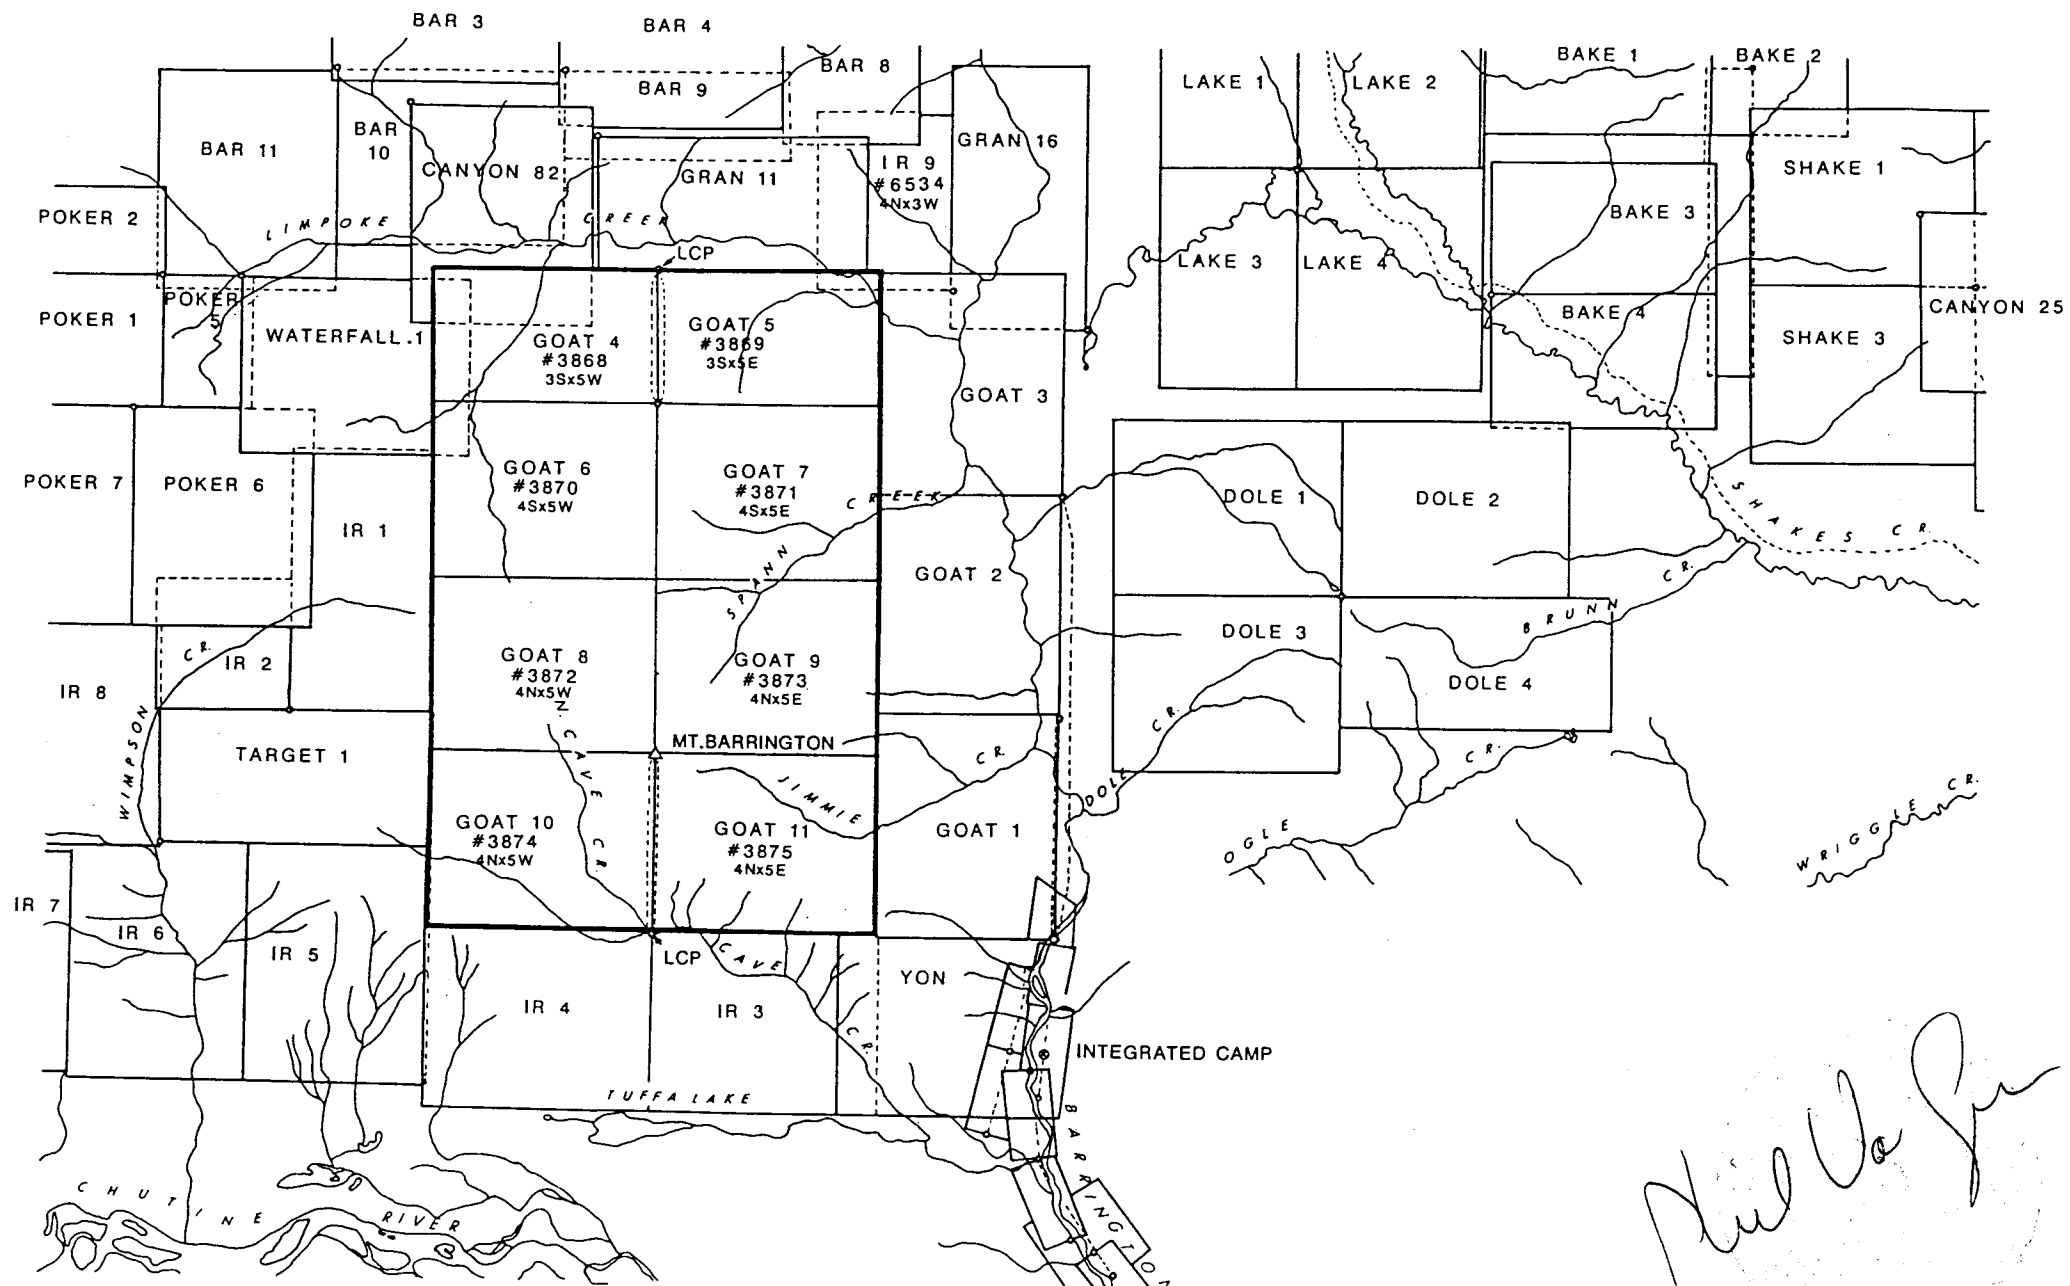 BAR 3
BAR 4
BAR 8
BAR 9
BAR 11
BAR
10
CANYON 82
GRAN 11
IR 9
#6534
4Nx3W
GRAN 16
LAKE 1
LAKE 2
BAKE 1
BAKE 2
SHAKE 1
BAKE 3
POKER 2
LIMPOKE CREEK
LCP
LAKE 3
LAKE 4
POKER 1
POKER
5
WATERFALL.1
GOAT 4
#3868
3Sx5W
GOAT 5
#3869
3Sx5E
GOAT 3
BAKE 4
SHAKE 3
CANYON 25
POKER 7
POKER 6
IR 1
GOAT 6
#3870
4Sx5W
GOAT 7
#3871
4Sx5E
SPANN CREEK
GOAT 2
DOLE 1
DOLE 2
SHAKES CR.
IR 8
IR 2
GOAT 8
#3872
4Nx5W
GOAT 9
#3873
4Nx5E
DOLE 3
DOLE 4
BRUNN CR.
WIMPSON CR.
TARGET 1
MT.BARRINGTON
N. CAVE CR.
JIMMIE CR.
DOLE CR.
OGLE CR.
WRIGGLE CR.
GOAT 10
#3874
4Nx5W
GOAT 11
#3875
4Nx5E
GOAT 1
IR 7
IR 6
IR 5
LCP
CAVE CR.
IR 4
IR 3
YON
INTEGRATED CAMP
TUFFA LAKE
BARRINGTON
CHUTINE RIVER